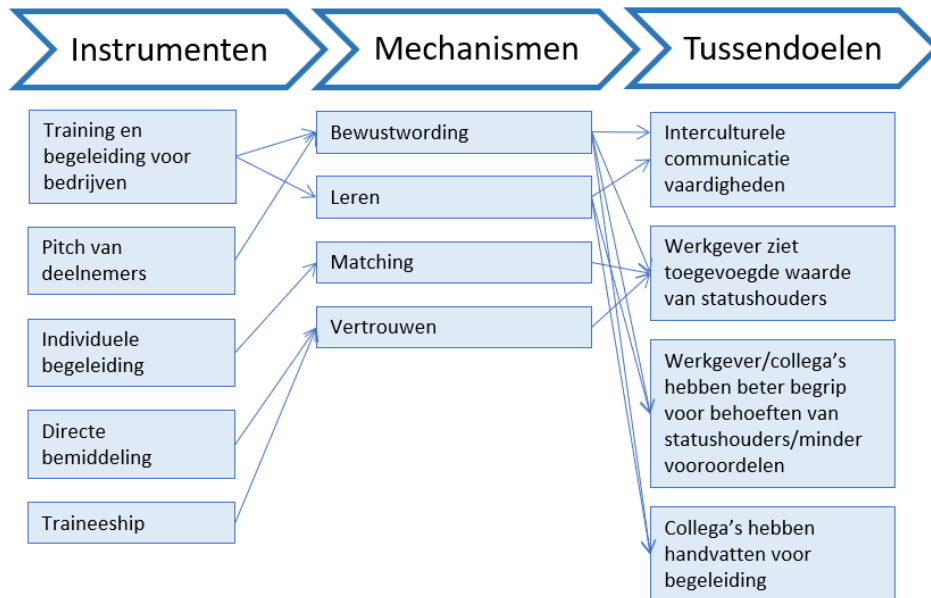 Instrumenten
Mechanismen
Tussendoelen
Training en
begeleiding voor
bedrijven
Pitch van
deelnemers
Individuele
begeleiding
Directe
bemiddeling
Traineeship
Bewustwording
Leren
Matching
Vertrouwen
Interculturele
communicatie
vaardigheden
Werkgever ziet
toegevoegde waarde
van statushouders
Werkgever/collega’s
hebben beter begrip
voor behoeften van
statushouders/minder
vooroordelen
Collega’s hebben
handvatten voor
begeleiding